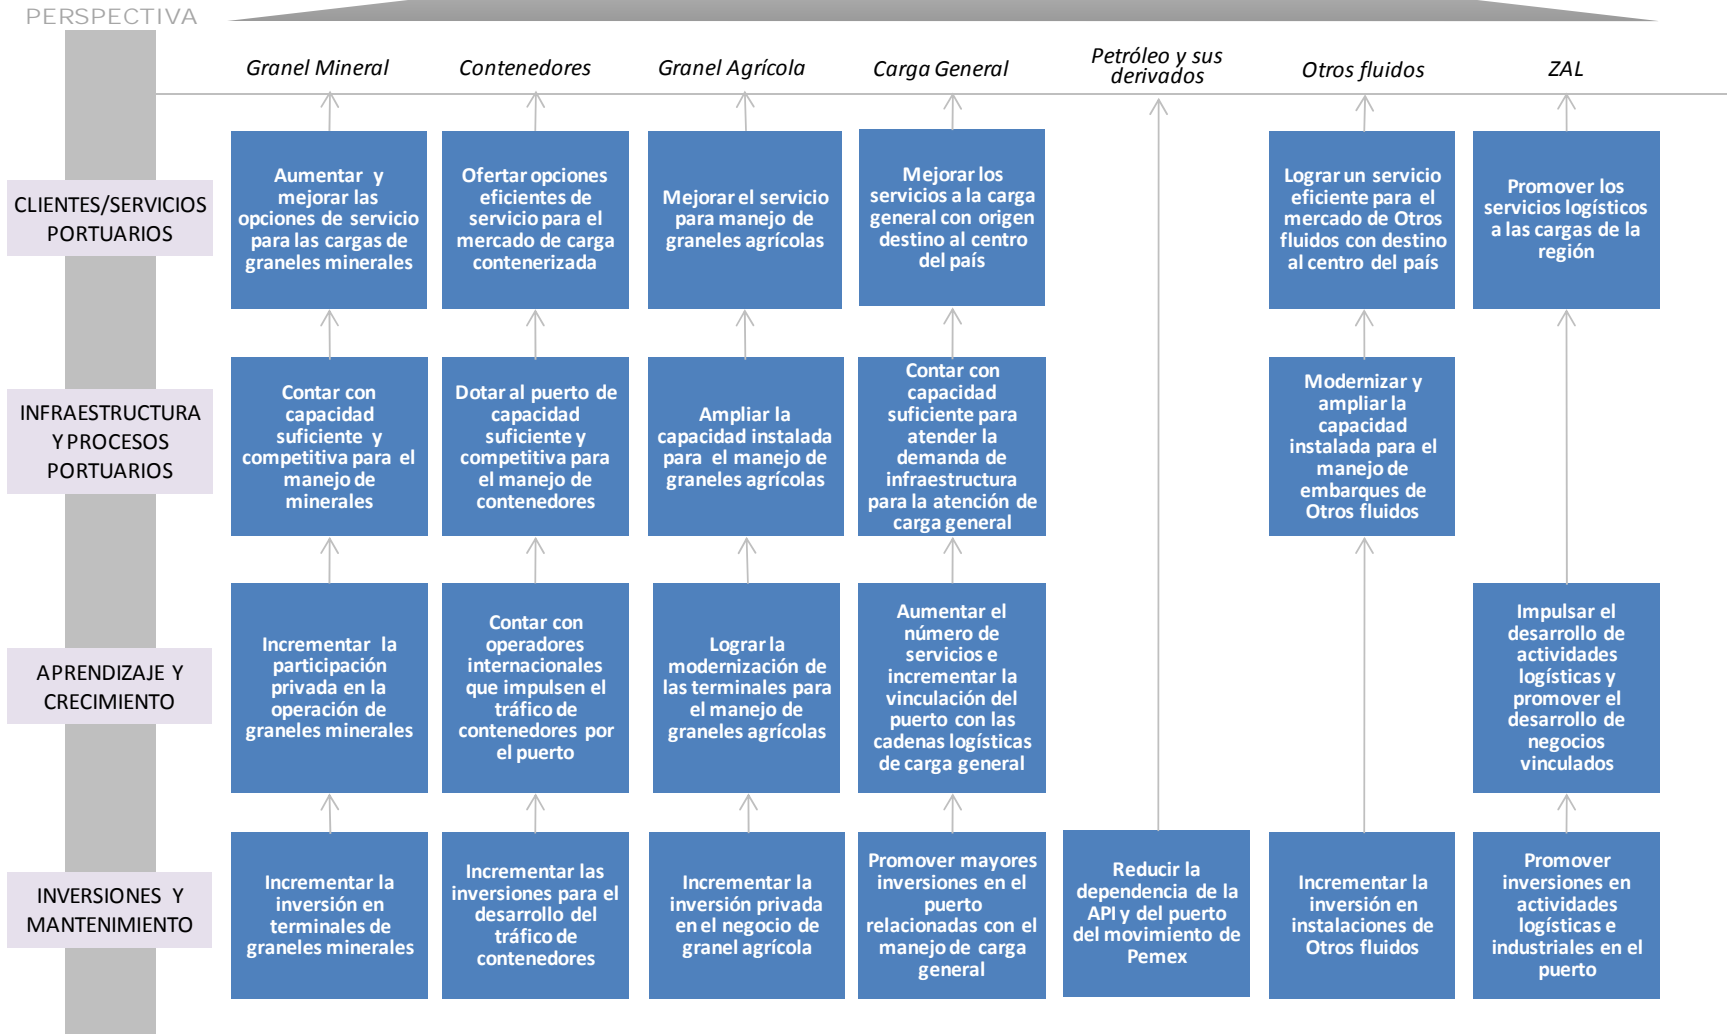 PERSPECTIVA
Granel Mineral
Contenedores
Granel Agrícola
Carga General
Petróleo y sus
derivados
Otros fluidos
ZAL
CLIENTES/SERVICIOS
PORTUARIOS
Aumentar y
mejorar las
opciones de servicio
para las cargas de
graneles minerales
Ofertar opciones
eficientes de
servicio para el
mercado de carga
contenerizada
Mejorar el servicio
para manejo de
graneles agrícolas
Mejorar los
servicios a la carga
general con origen
destino al centro
del país
Lograr un servicio
eficiente para el
mercado de Otros
fluidos con destino
al centro del país
Promover los
servicios logísticos
a las cargas de la
región
INFRAESTRUCTURA
Y PROCESOS
PORTUARIOS
Contar con
capacidad
suficiente y
competitiva para el
manejo de
minerales
Dotar al puerto de
capacidad
suficiente y
competitiva para
el manejo de
contenedores
Ampliar la
capacidad instalada
para el manejo de
graneles agrícolas
Contar con
capacidad
suficiente para
atender la
demanda de
infraestructura
para la atención de
carga general
Modernizar y
ampliar la
capacidad
instalada para el
manejo de
embarques de
Otros fluidos
APRENDIZAJE Y
CRECIMIENTO
Incrementar la
participación
privada en la
operación de
graneles minerales
Contar con
operadores
internacionales
que impulsen el
tráfico de
contenedores por
el puerto
Lograr la
modernización de
las terminales para
el manejo de
graneles agrícolas
Aumentar el
número de
servicios e
incrementar la
vinculación del
puerto con las
cadenas logísticas
de carga general
Impulsar el
desarrollo de
actividades
logísticas y
promover el
desarrollo de
negocios
vinculados
INVERSIONES Y
MANTENIMIENTO
Incrementar la
inversión en
terminales de
graneles minerales
Incrementar las
inversiones para el
desarrollo del
tráfico de
contenedores
Incrementar la
inversión privada
en el negocio de
granel agrícola
Promover mayores
inversiones en el
puerto
relacionadas con el
manejo de carga
general
Reducir la
dependencia de la
API y del puerto
del movimiento de
Pemex
Incrementar la
inversión en
instalaciones de
Otros fluidos
Promover
inversiones en
actividades
logísticas e
industriales en el
puerto